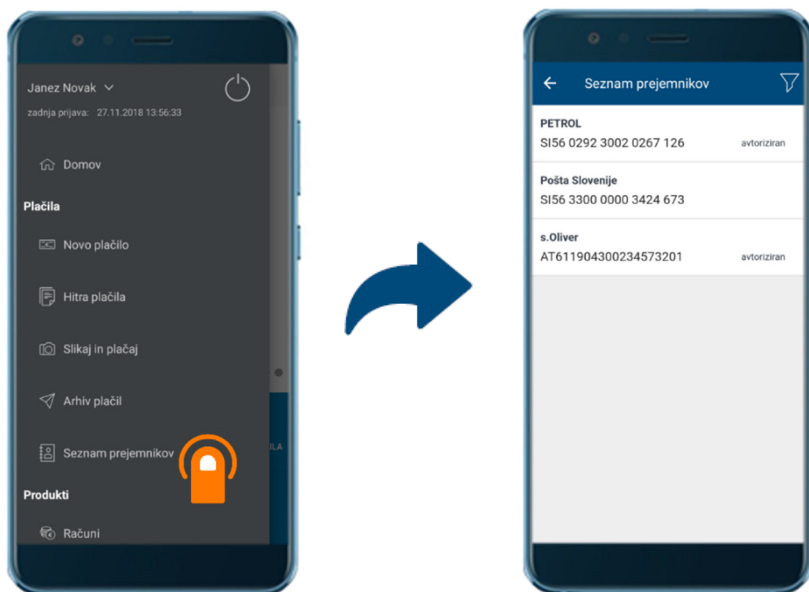 Janez Novak
zadnja prijava: 27.11.2018 13:56:33
Domov
Plačila
Novo plačilo
Hitra plačila
Slikaj in plačaj
Arhiv plačil
Seznam prejemnikov
ILA
Produkti
Računi
Seznam prejemnikov
PETROL
SI56 0292 3002 0267 126 avtoriziran
Pošta Slovenije
SI56 3300 0000 3424 673
s.Oliver
AT611904300234573201 avtoriziran